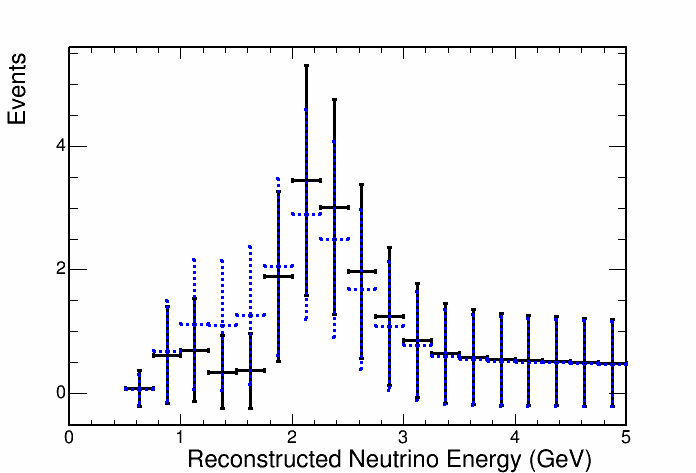 Events
4
2
0
0 1 2 3 4 5
Reconstructed Neutrino Energy (GeV)